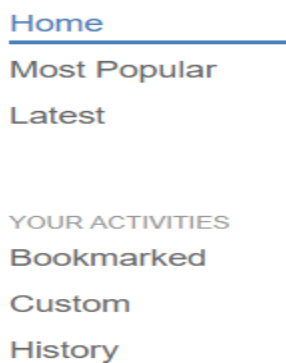 Home
Most Popular
Latest
YOUR ACTIVITIES
Bookmarked
Custom
History